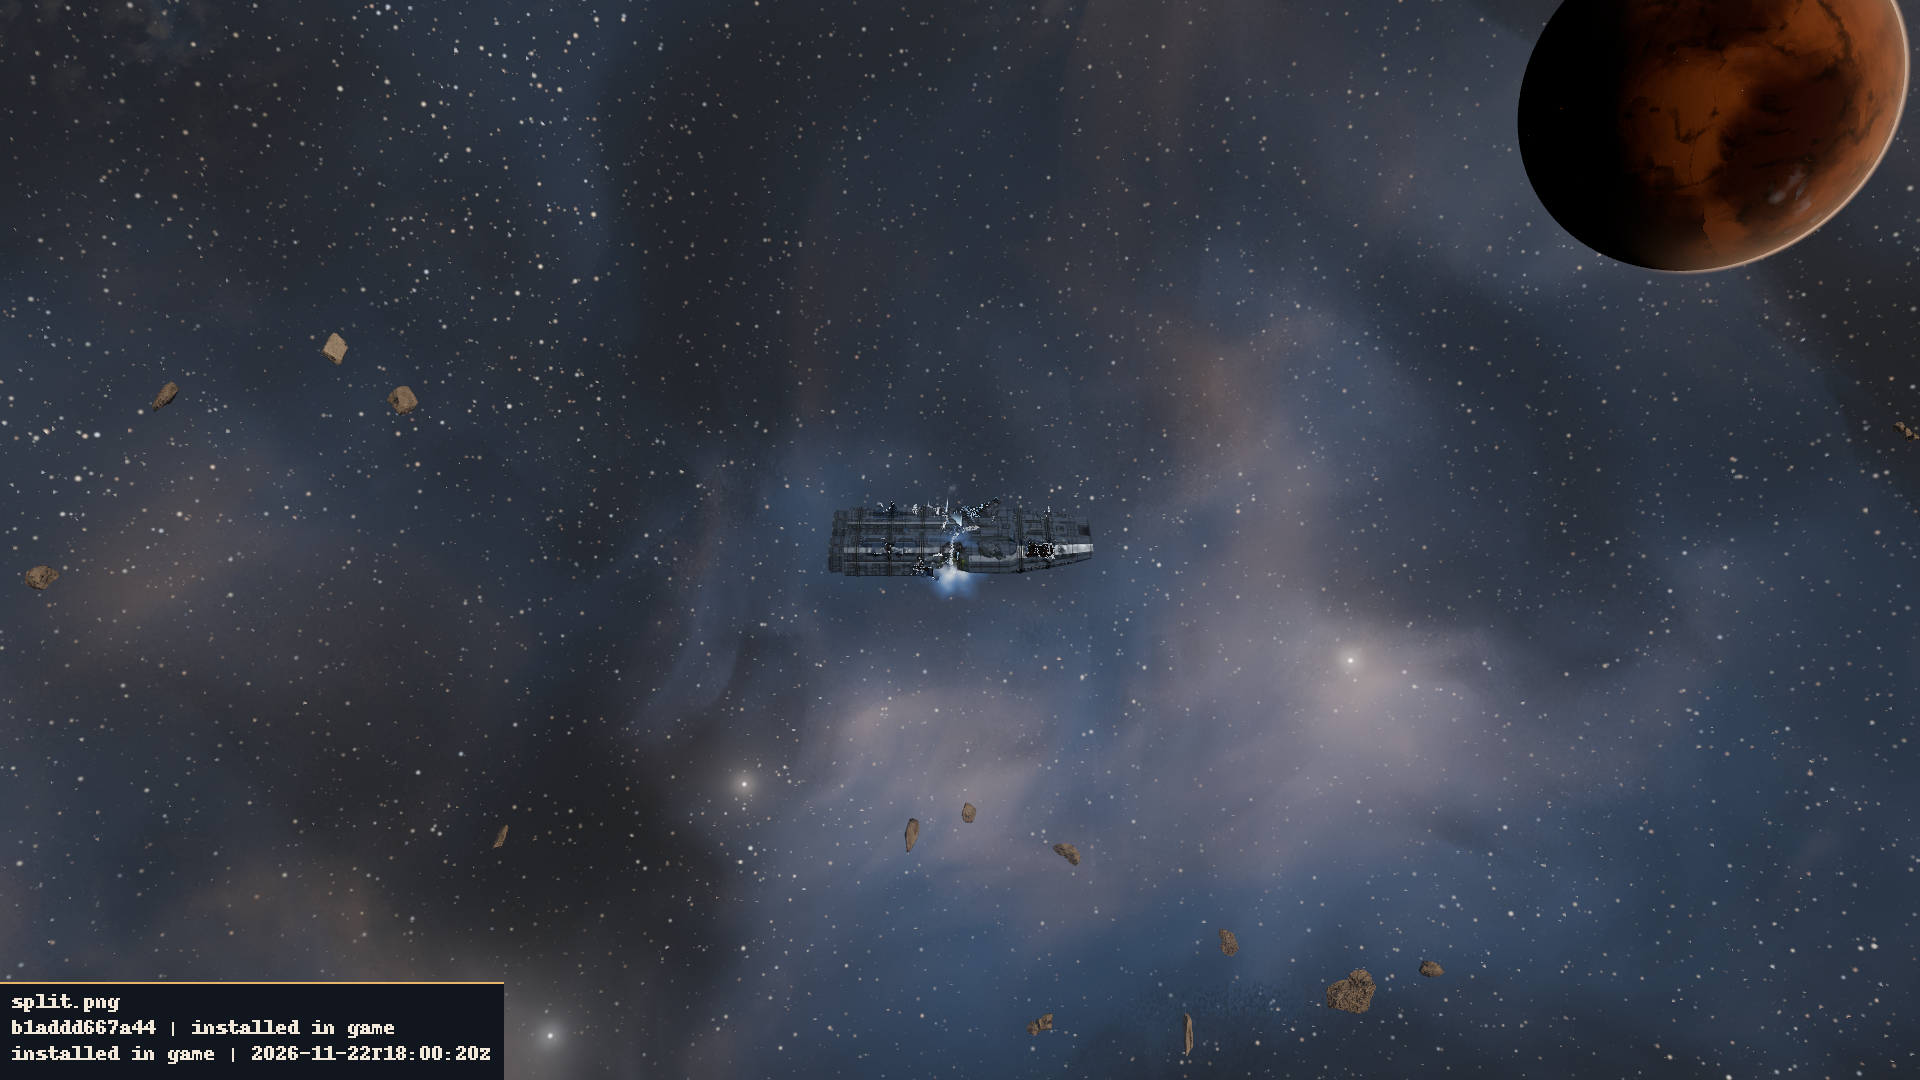 split.png
b1addd667a44 | installed in game
installed in game | 2026-11-22T18:00:20Z